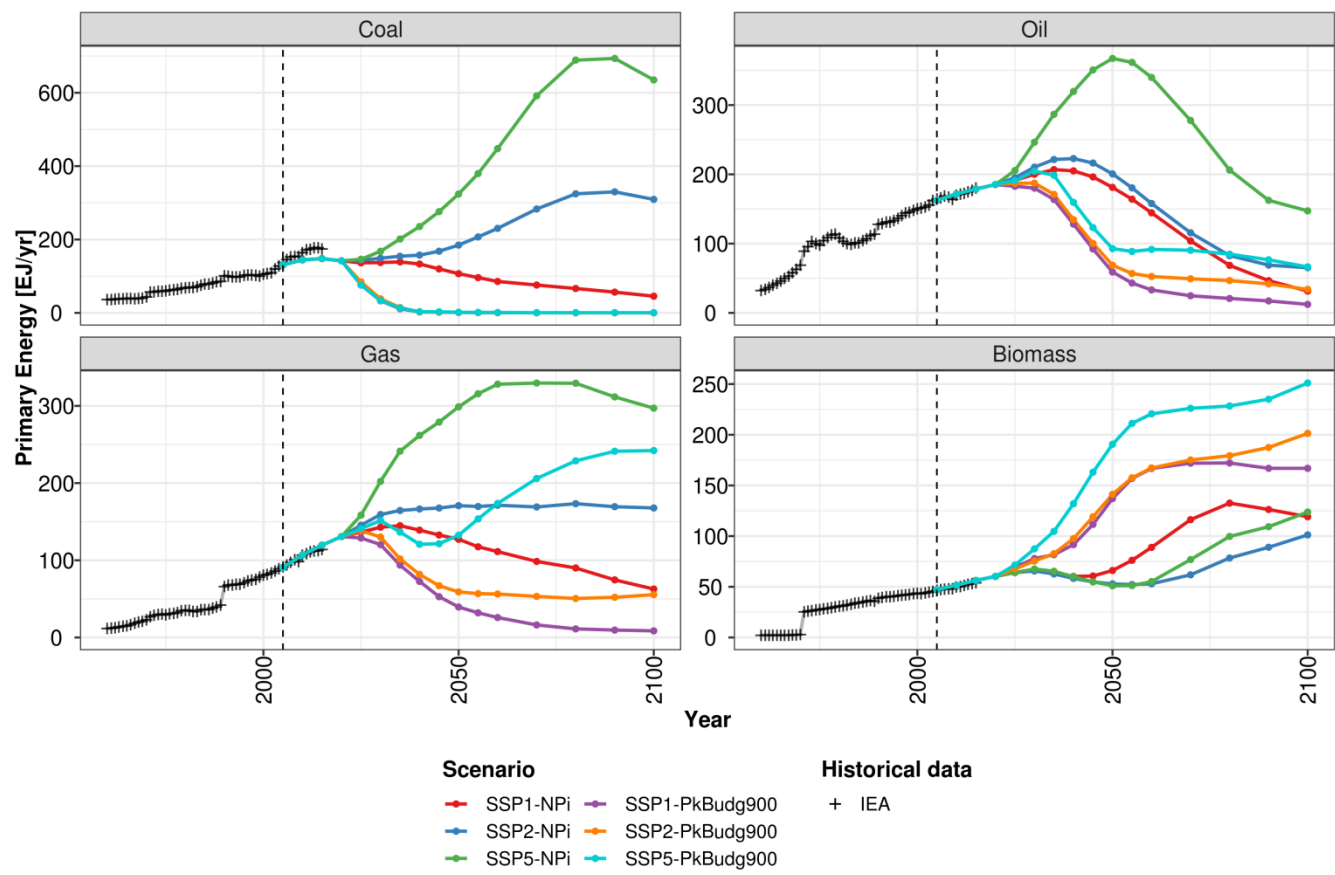 Coal
Oil
600
400
200
0
300
200
100
0
Primary Energy [EJ/yr]
Gas
Biomass
300
200
100
0
250
200
150
100
50
0
2000
2050
2100
2000
2050
2100
Year
Scenario
Historical data
SSP1-NPi
SSP1-PkBudg900
IEA
SSP2-NPi
SSP2-PkBudg900
SSP5-NPi
SSP5-PkBudg900